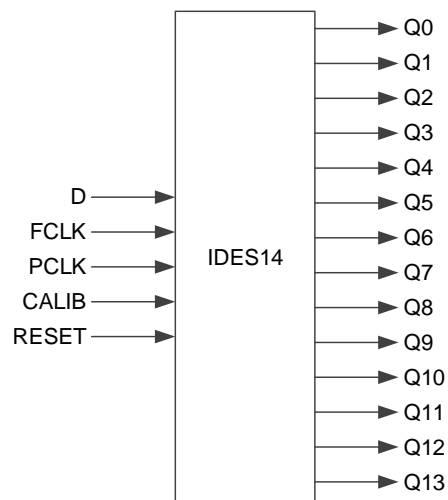 Q0
Q1
Q2
Q3
Q4
D
Q5
FCLK
Q6
IDES14
PCLK
Q7
CALIB
Q8
RESET
Q9
Q10
Q11
Q12
Q13